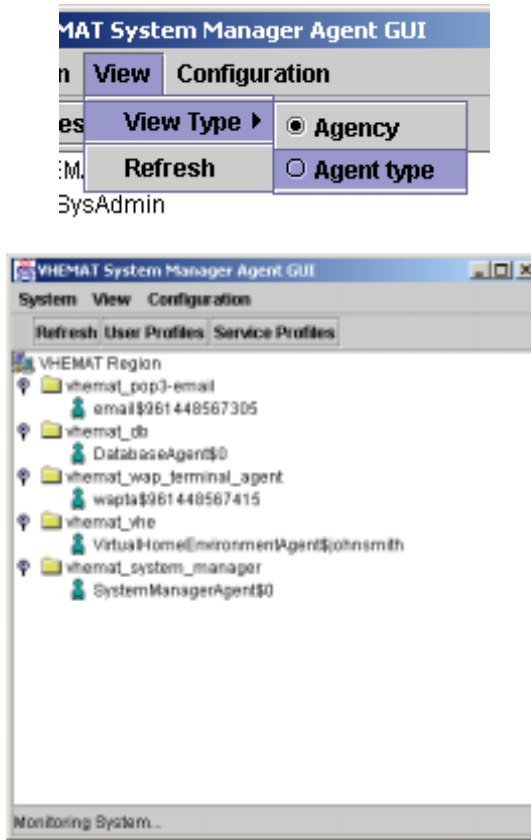 MAT System Manager Agent GUI
n View Configuration
es View Type Agency
EM Refresh Agent type
SysAdmin
VHEMAT System Manager Agent GUI
System View Configuration
Refresh User Profiles Service Profiles
VHEMAT Region
vhemat_pop3-email
email$961448567305
vhemat_db
DatabaseAgent$0
vhemat_wap_terminal_agent
wapta$961448567415
vhemat_vhe
VirtualHomeEnvironmentAgent$johnsmith
vhemat_system_manager
SystemManagerAgent$0
Monitoring System...